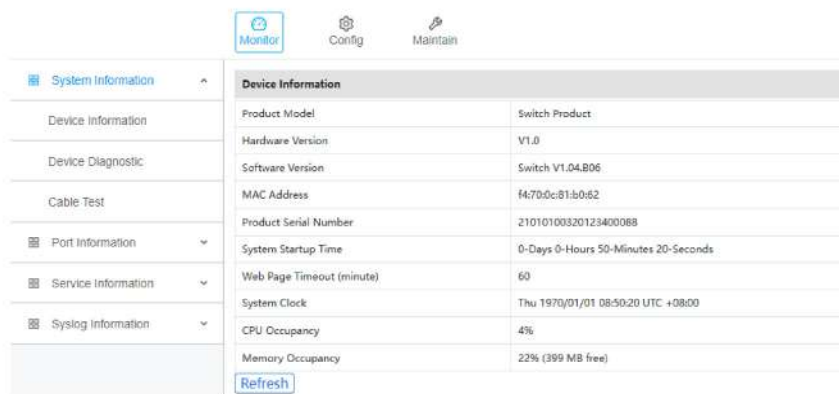 Monitor
Config
Maintain
System Information
Device Information
Device Diagnostic
Cable Test
Port Information
Service Information
Syslog Information
Device Information
Product Model Switch Product
Hardware Version V1.0
Software Version Switch V1.04.B06
MAC Address f4:70:0c:81:b0:62
Product Serial Number 21010100320123400088
System Startup Time 0-Days 0-Hours 50-Minutes 20-Seconds
Web Page Timeout (minute) 60
System Clock Thu 1970/01/01 08:50:20 UTC +08:00
CPU Occupancy 4%
Memory Occupancy 22% (399 MB free)
Refresh